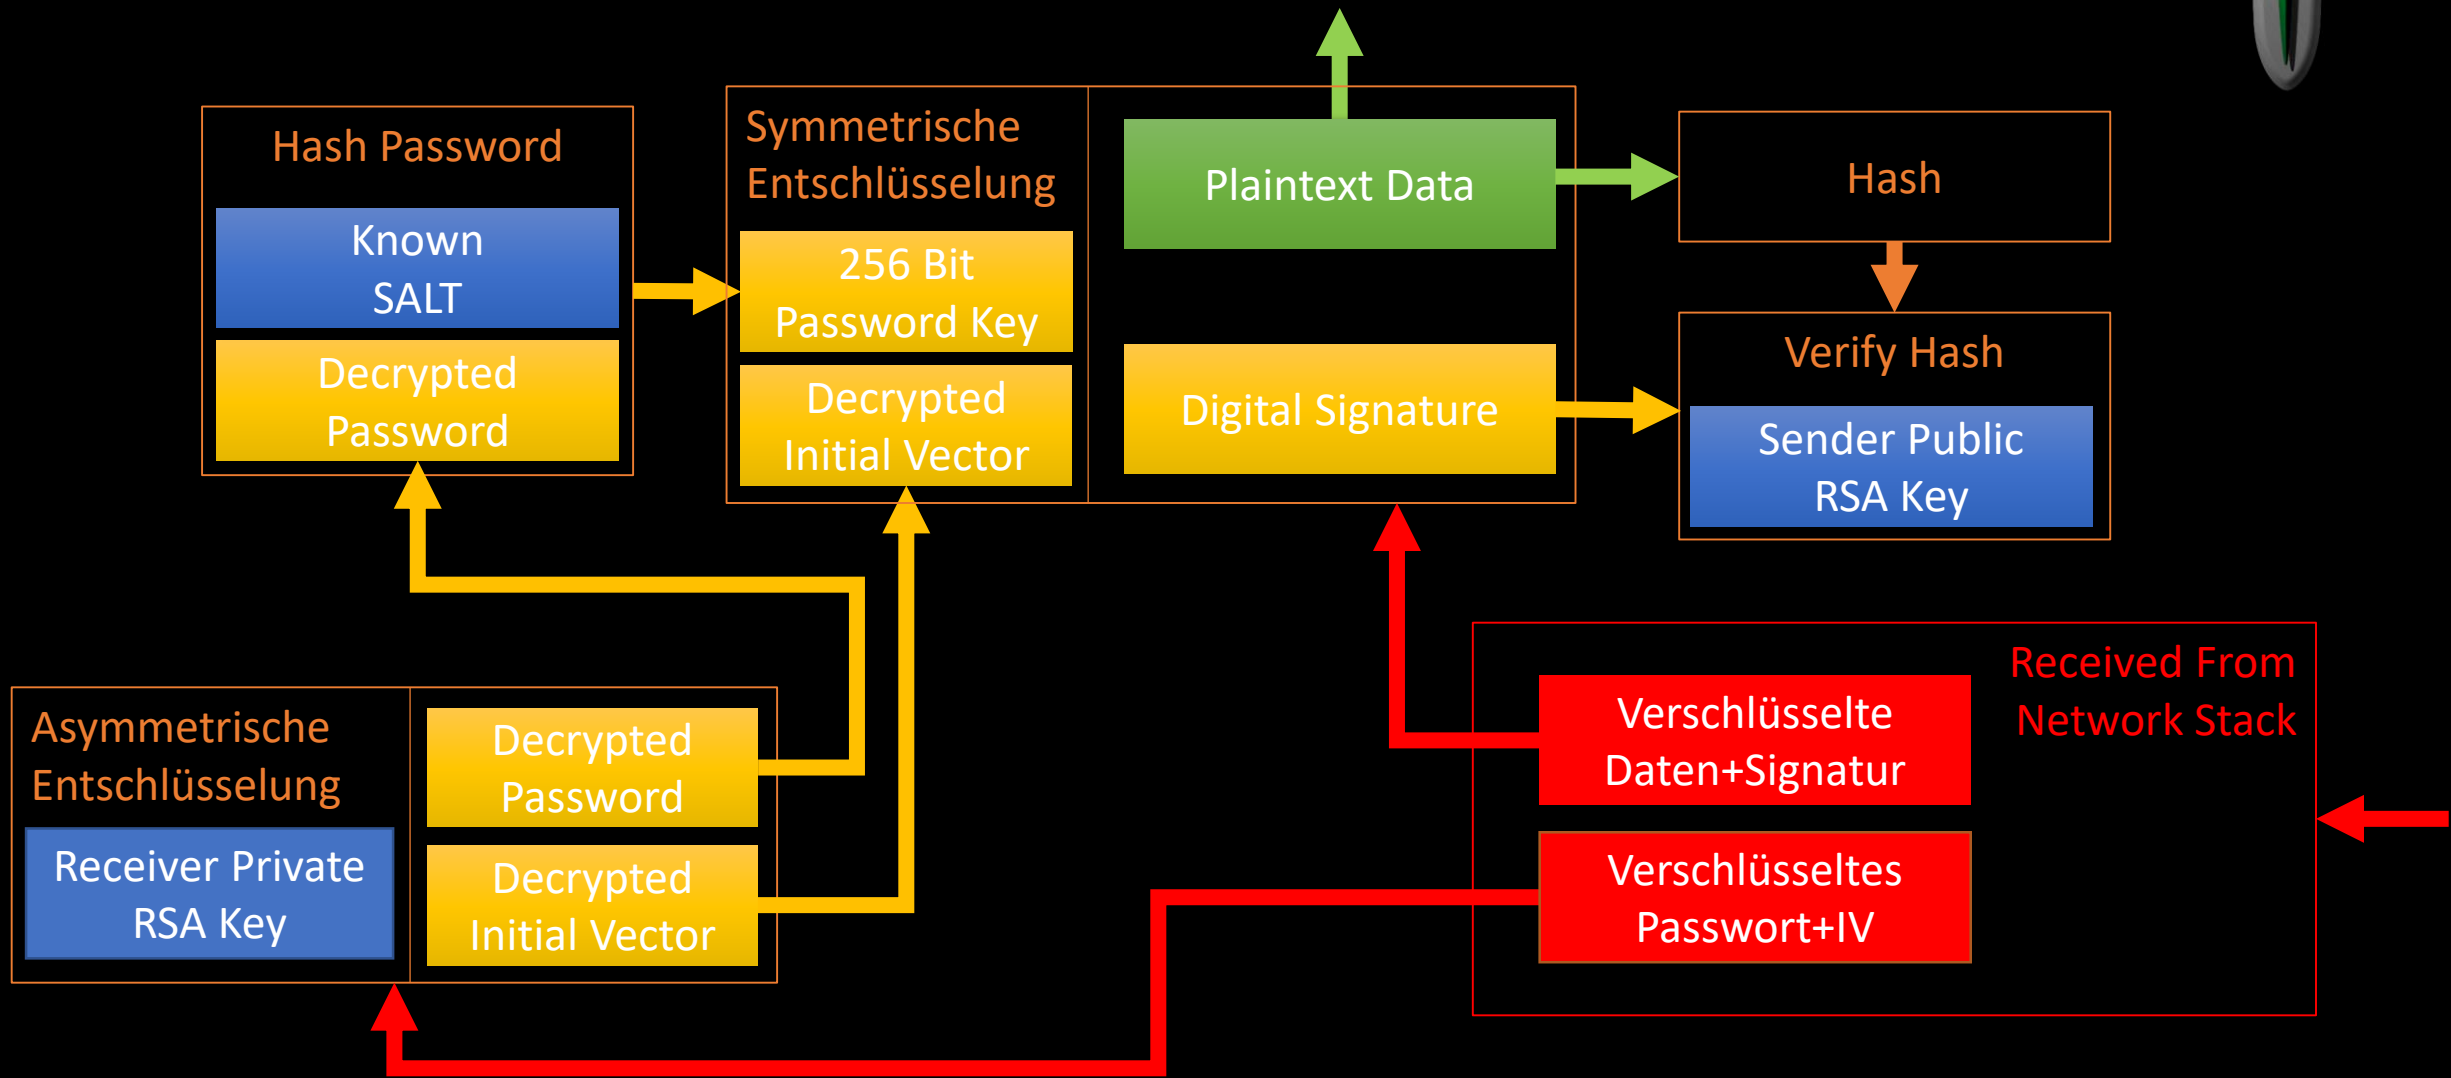 Hash Password
Known
SALT
Decrypted
Password
Symmetrische
Entschlüsselung
256 Bit
Password Key
Decrypted
Initial Vector
Plaintext Data
Digital Signature
Hash
Verify Hash
Sender Public
RSA Key
Asymmetrische
Entschlüsselung
Receiver Private
RSA Key
Decrypted
Password
Decrypted
Initial Vector
Received From
Network Stack
Verschlüsselte
Daten+Signatur
Verschlüsseltes
Passwort+IV